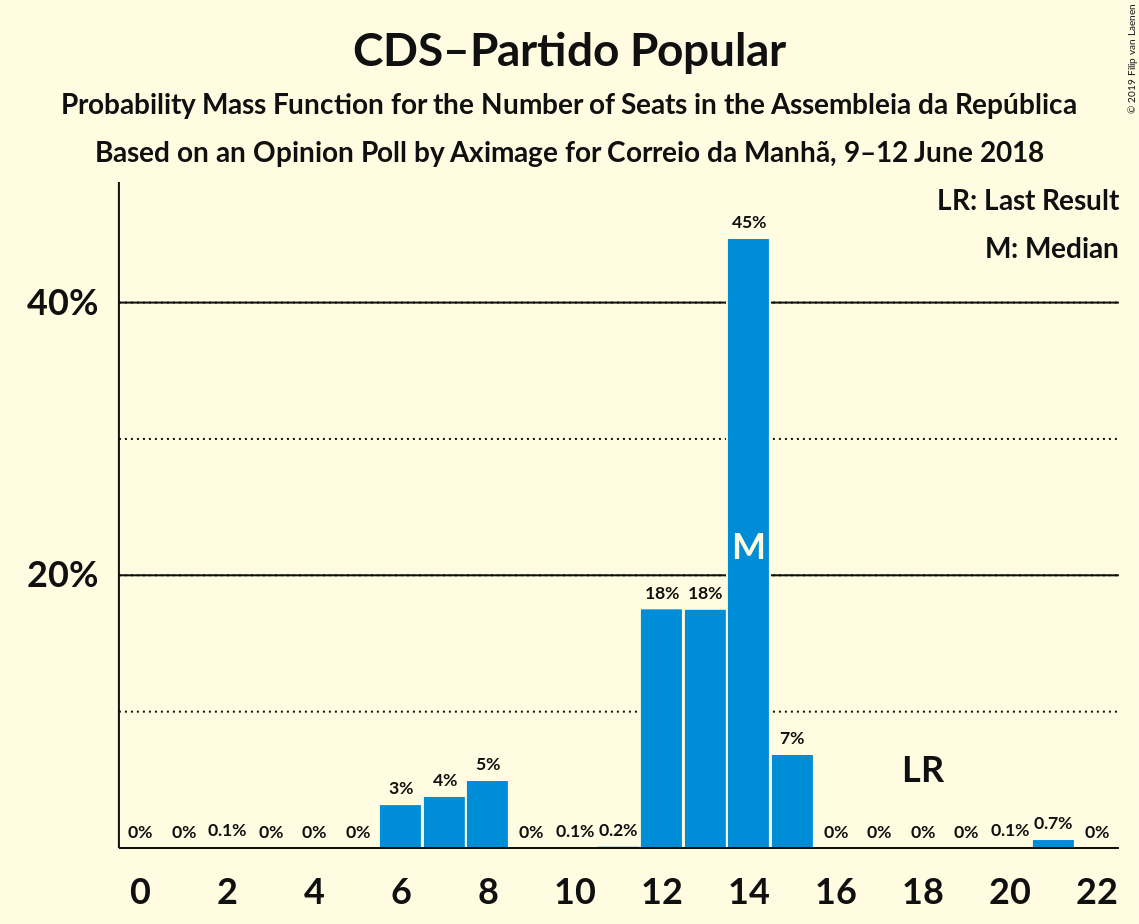 CDS–Partido Popular
Probability Mass Function for the Number of Seats in the Assembleia da República
Based on an Opinion Poll by Aximage for Correio da Manhã, 9–12 June 2018
© 2019 Filip van Laenen
LR: Last Result
M: Median
40%
20%
0%
0%
0.1%
0%
0%
0%
3%
4%
5%
0%
0.1%
0.2%
18%
18%
45%
7%
0%
0%
0%
0%
0.1%
0.7%
0%
M
LR
0 2 4 6 8 10 12 14 16 18 20 22